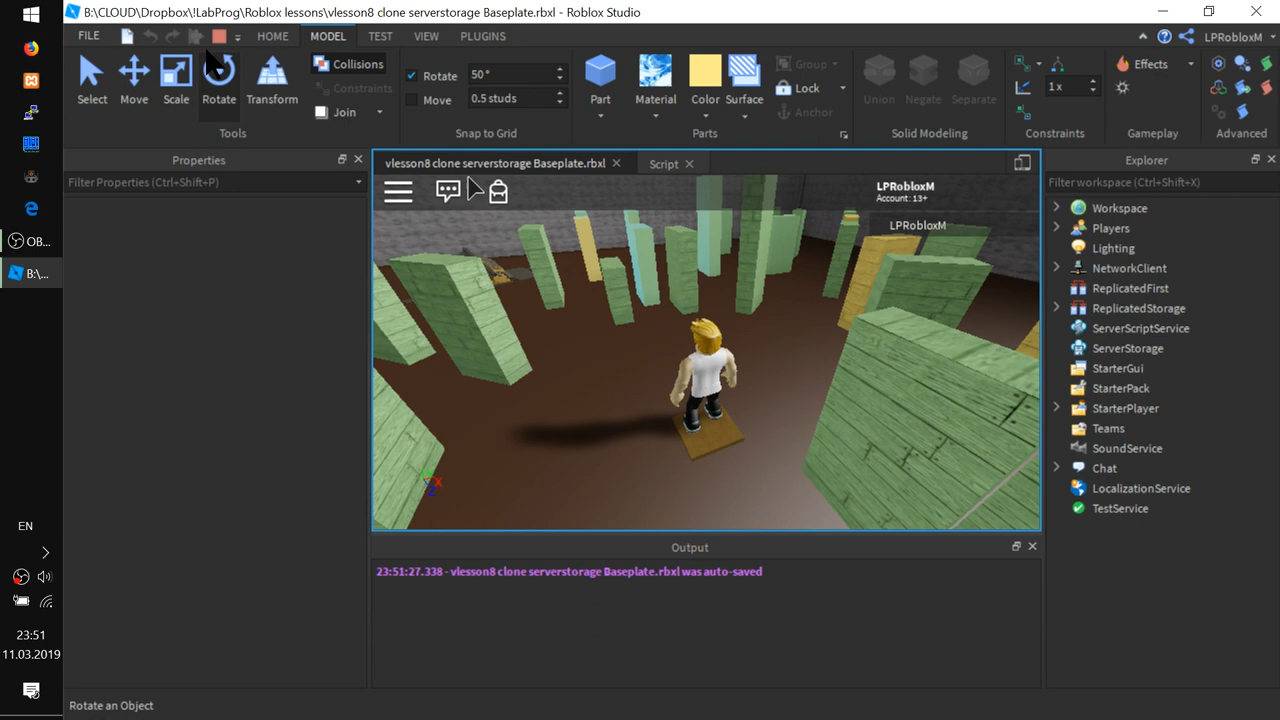 B:\CLOUD\Dropbox\!LabProg\Roblox lessons\vlesson8 clone serverstorage Baseplate.rbxl - Roblox Studio
FILE HOME MODEL TEST VIEW PLUGINS LPRobloxM
Select Move Scale Rotate Transform
Collisions
Constraints
Join
Tools
Rotate 50°
Move 0.5 studs
Snap to Grid
Part Material Color Surface
Group
Lock
Anchor
Parts
Union Negate Separate
Solid Modeling
1 x
Constraints
Effects
Gameplay
Advanced
Properties
Filter Properties (Ctrl+Shift+P)
vlesson8 clone serverstorage Baseplate.rbxl Script
LPRobloxM
Account: 13+
LPRobloxM
Output
23:51:27.338 - vlesson8 clone serverstorage Baseplate.rbxl was auto-saved
Explorer
Filter workspace (Ctrl+Shift+X)
Workspace
Players
Lighting
NetworkClient
ReplicatedFirst
ReplicatedStorage
ServerScriptService
ServerStorage
StarterGui
StarterPack
StarterPlayer
Teams
SoundService
Chat
LocalizationService
TestService
OB...
B:\...
EN
23:51
11.03.2019
Rotate an Object